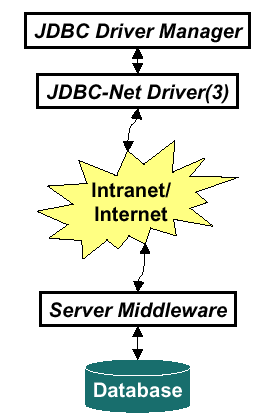 JDBC Driver Manager
JDBC-Net Driver(3)
Intranet/
Internet
Server Middleware
Database